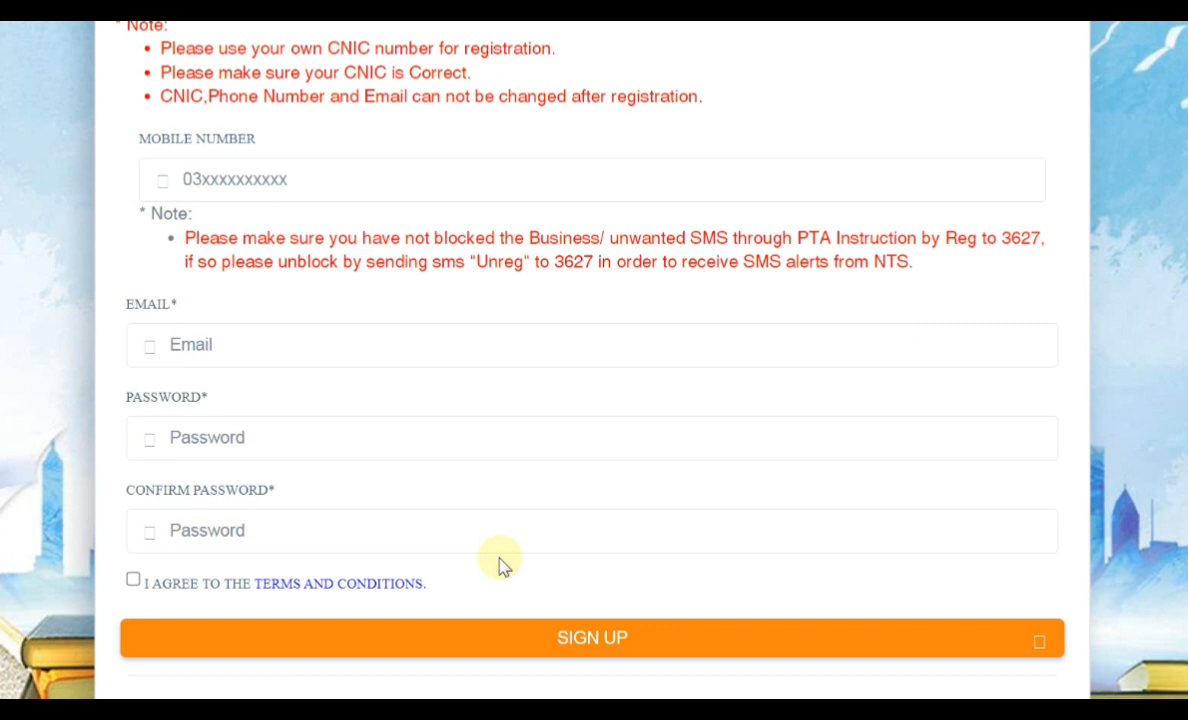 * Note:
• Please use your own CNIC number for registration.
• Please make sure your CNIC is Correct.
• CNIC,Phone Number and Email can not be changed after registration.
MOBILE NUMBER
03xxxxxxxxxx
* Note:
• Please make sure you have not blocked the Business/ unwanted SMS through PTA Instruction by Reg to 3627,
if so please unblock by sending sms "Unreg" to 3627 in order to receive SMS alerts from NTS.
EMAIL*
Email
PASSWORD*
Password
CONFIRM PASSWORD*
Password
I AGREE TO THE TERMS AND CONDITIONS.
SIGN UP